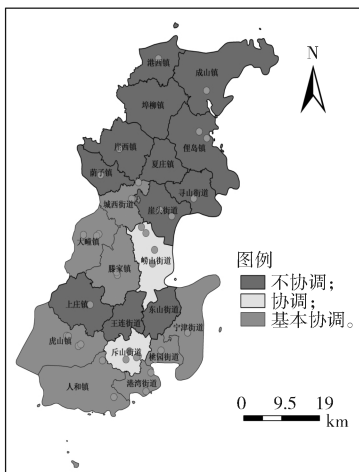 港西镇
成山镇
埠柳镇
俚岛镇
崖西镇
夏庄镇
荫子镇
寻山街道
城西街道
崖头街道
大疃镇
崂山街道
滕家镇
上庄镇
东山街道
王连街道
宁津街道
虎山镇
斥山街道
桃园街道
港湾街道
人和镇
N
图例
不协调；
协调；
基本协调。
0 9.5 19
km